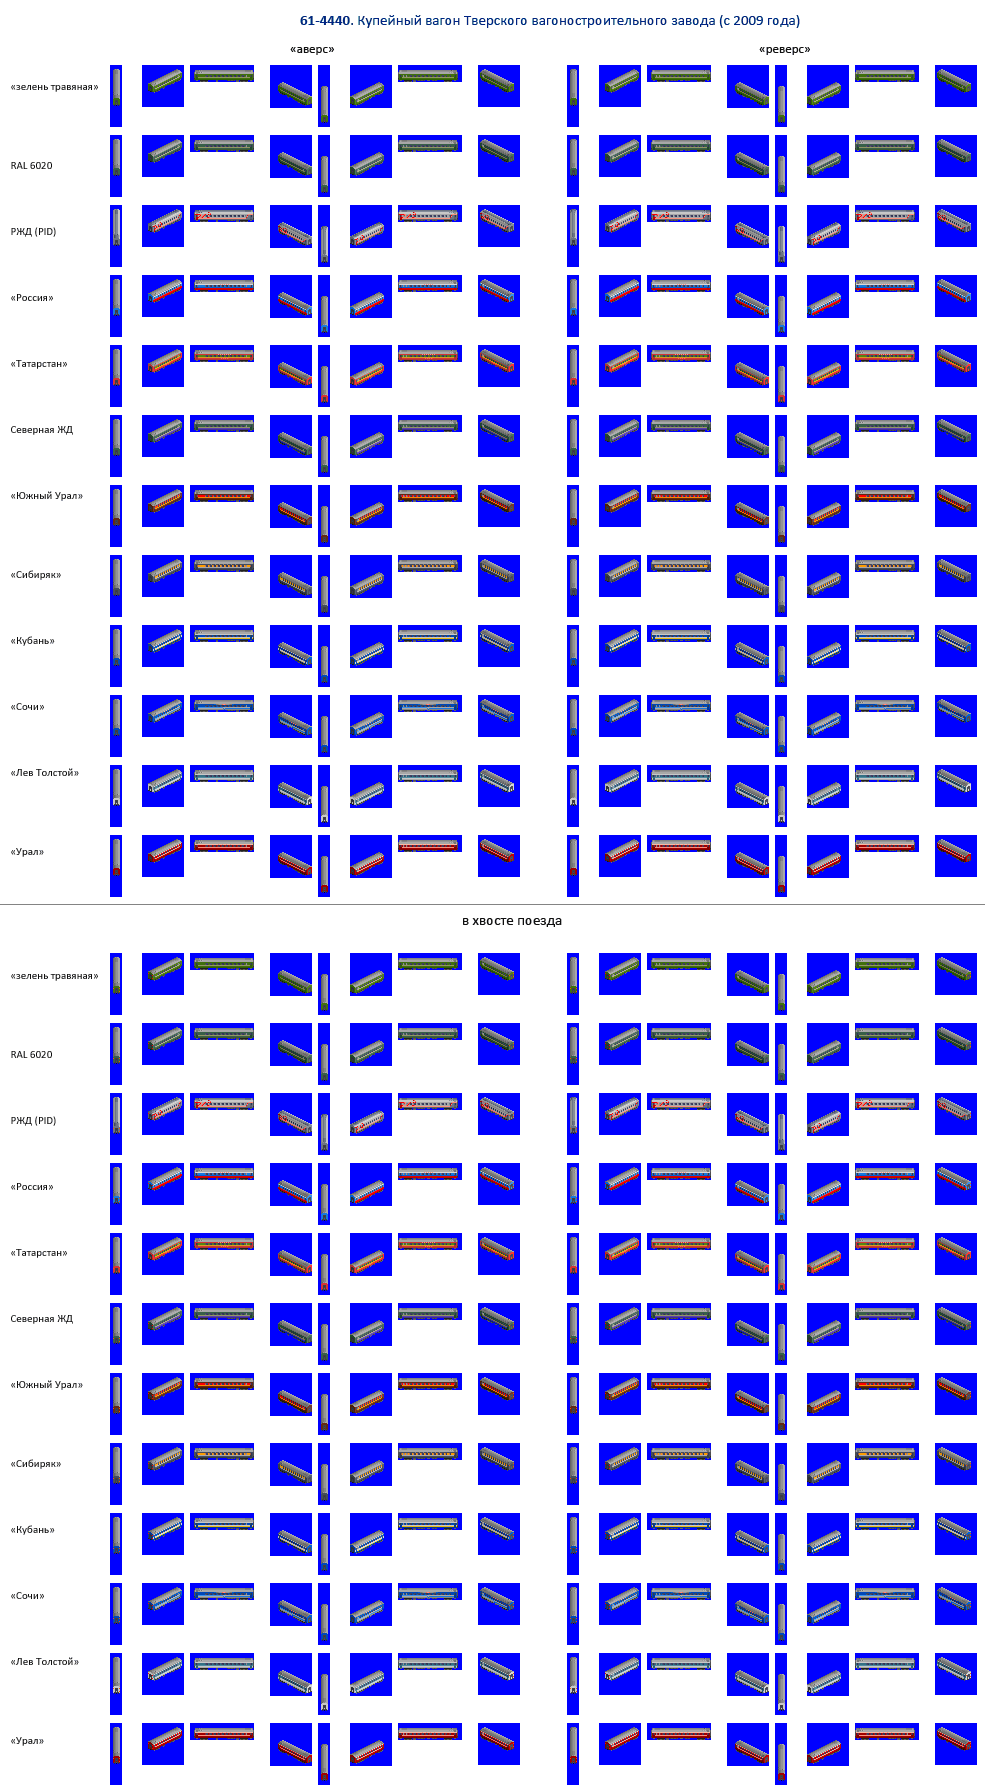 61-4440. Купейный вагон Тверского вагоностроительного завода (с 2009 года)
«аверс» «реверс»
«зелень травяная»
RAL 6020
РЖД (PID)
«Россия»
«Татарстан»
Северная ЖД
«Южный Урал»
«Сибиряк»
«Кубань»
«Сочи»
«Лев Толстой»
«Урал»
в хвосте поезда
«зелень травяная»
RAL 6020
РЖД (PID)
«Россия»
«Татарстан»
Северная ЖД
«Южный Урал»
«Сибиряк»
«Кубань»
«Сочи»
«Лев Толстой»
«Урал»